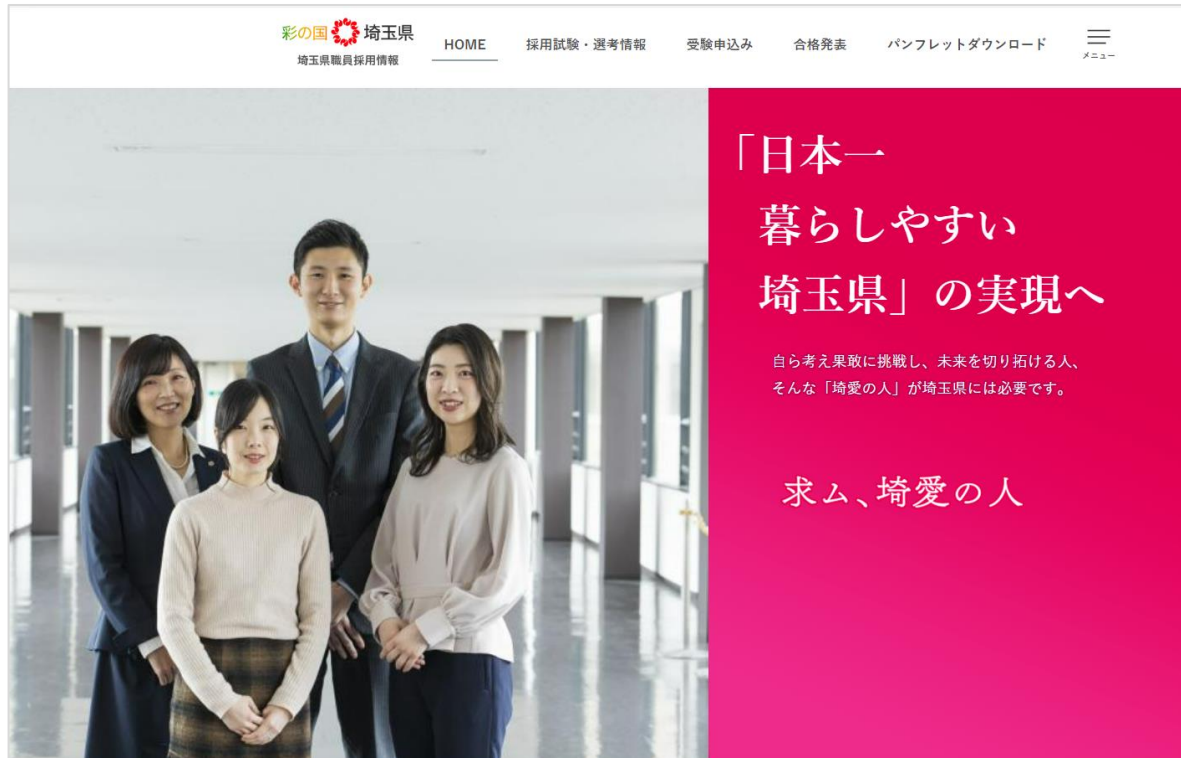 彩の国 埼玉県
埼玉県職員採用情報
HOME
採用試験・選考情報
受験申込み
合格発表
パンフレットダウンロード
メニュー
「日本一
暮らしやすい
埼玉県」の実現へ
自ら考え果敢に挑戦し、未来を切り拓ける人、
そんな「埼愛の人」が埼玉県には必要です。
求ム、埼愛の人